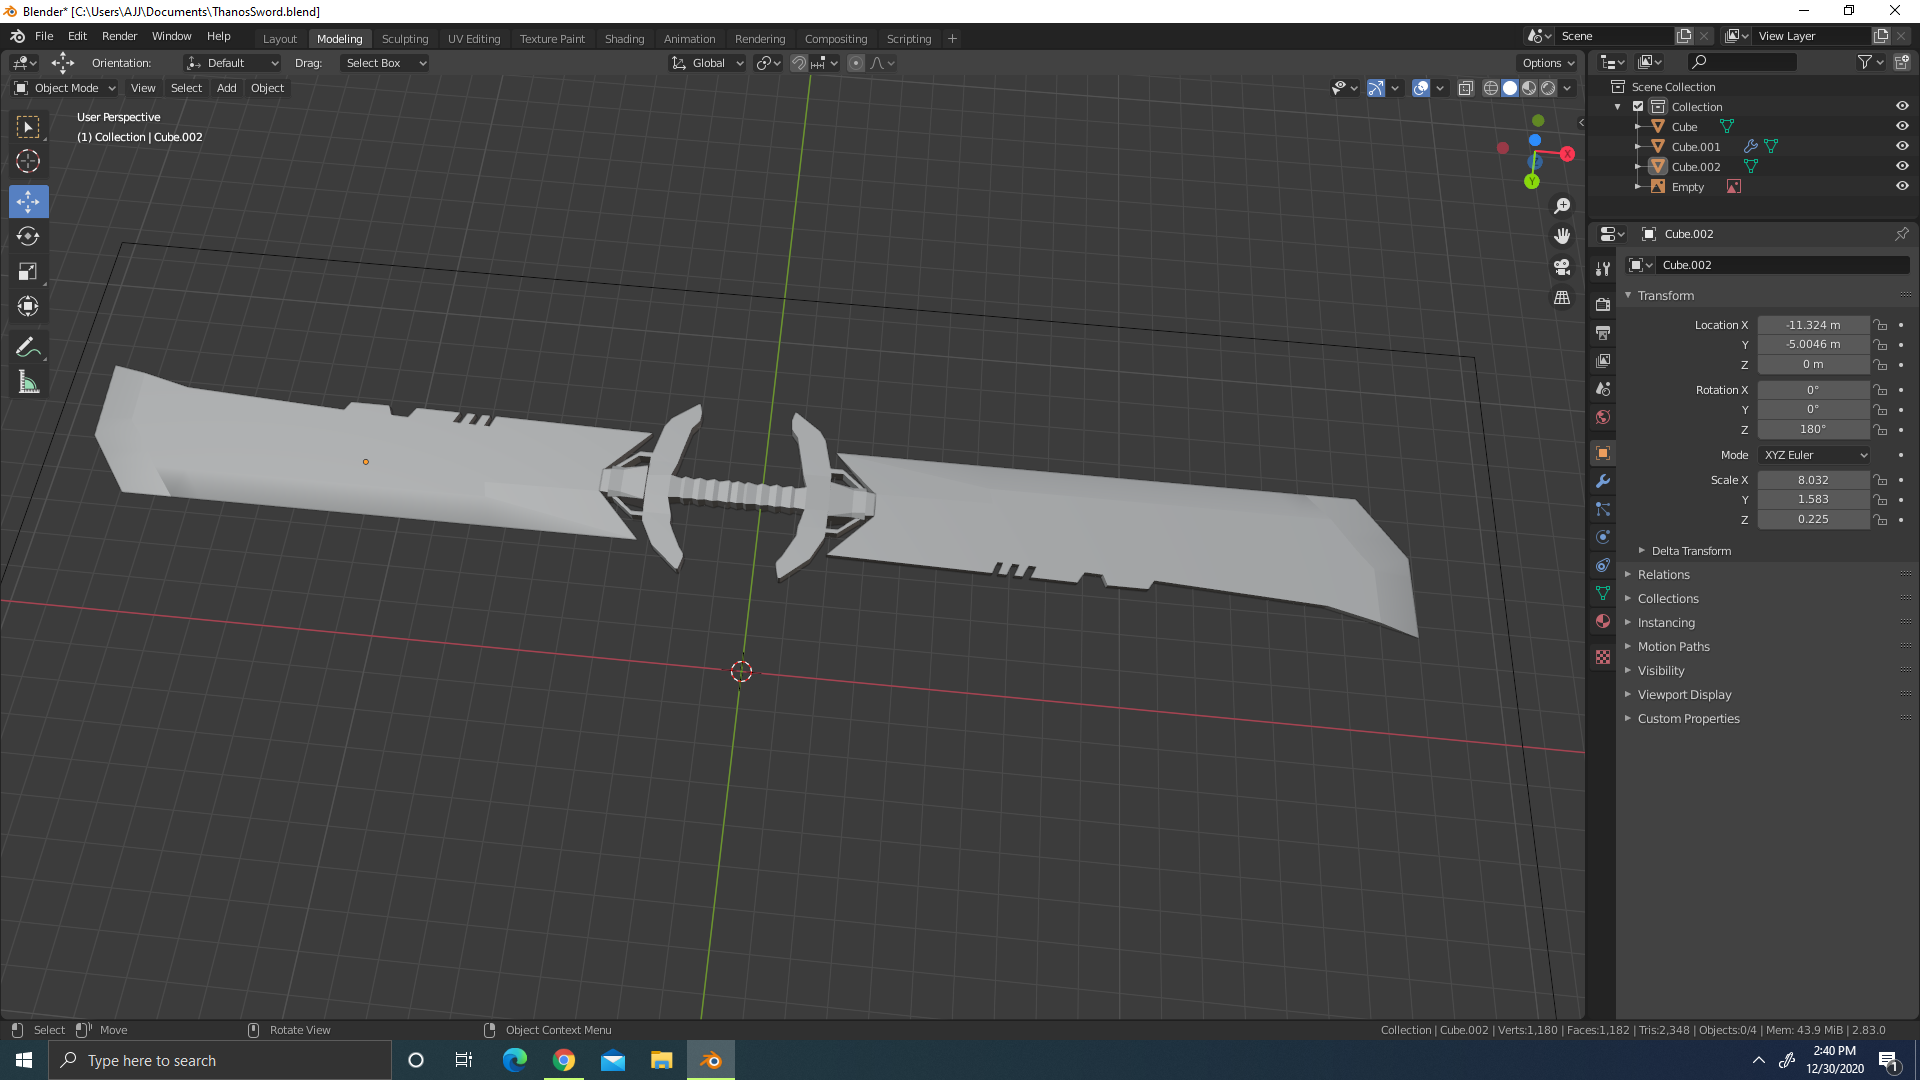 Blender* [C:\Users\AJJ\Documents\ThanosSword.blend]
File Edit Render Window Help Layout Modeling Sculpting UV Editing Texture Paint Shading Animation Rendering Compositing Scripting + Scene View Layer
Orientation: Default Drag: Select Box Global Options
Object Mode View Select Add Object
User Perspective
(1) Collection | Cube.002
X
Y
Scene Collection
Collection
Cube
Cube.001
Cube.002
Empty
Cube.002
Cube.002
Transform
Location X -11.324 m
Y -5.0046 m
Z 0 m
Rotation X 0°
Y 0°
Z 180°
Mode XYZ Euler
Scale X 8.032
Y 1.583
Z 0.225
Delta Transform
Relations
Collections
Instancing
Motion Paths
Visibility
Viewport Display
Custom Properties
Select Move Rotate View Object Context Menu Collection | Cube.002 | Verts:1,180 | Faces:1,182 | Tris:2,348 | Objects:0/4 | Mem: 43.9 MiB | 2.83.0
Type here to search
2:40 PM
12/30/2020
1